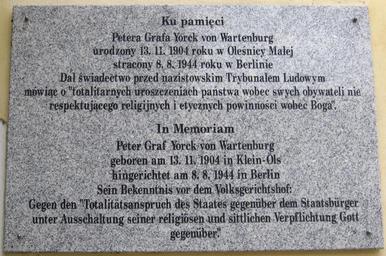 Ku pamięci
Petera Grafa Yorck von Wartenburg
urodzony 13. 11. 1904 roku w Oleśnicy Małej
stracony 8. 8. 1944 roku w Berlinie
Dał świadectwo przed nazistowskim Trybunałem Ludowym
mówiąc o "totalitarnych uroszczeniach państwa wobec swych obywateli nie
respektującego religijnych i etycznych powinności wobec Boga".
In Memoriam
Peter Graf Yorck von Wartenburg
geboren am 13. 11. 1904 in Klein-Öls
hingerichtet am 8. 8. 1944 in Berlin
Sein Bekenntnis vor dem Volksgerichtshof:
Gegen den "Totalitätsanspruch des Staates gegenüber dem Staatsbürger
unter Ausschaltung seiner religiösen und sittlichen Verpflichtung Gott
gegenüber."